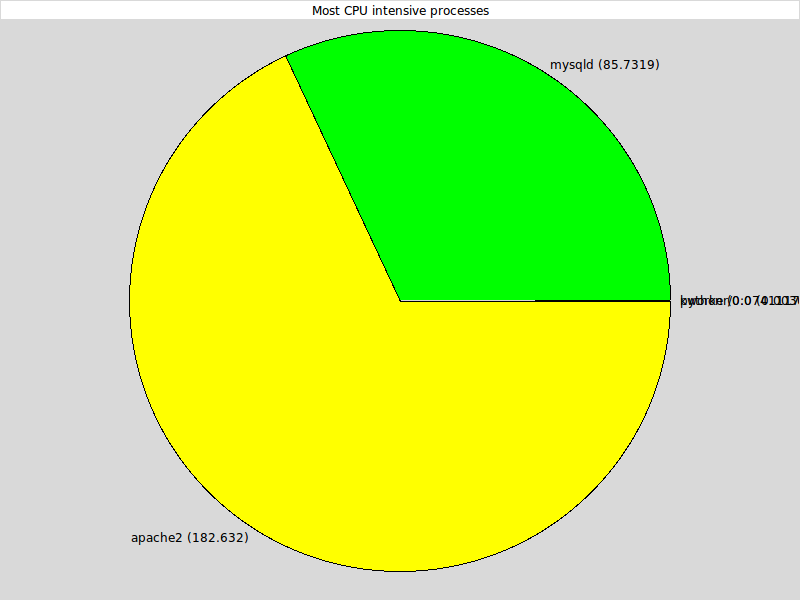 Most CPU intensive processes
mysqld (85.7319)
apache2 (182.632)